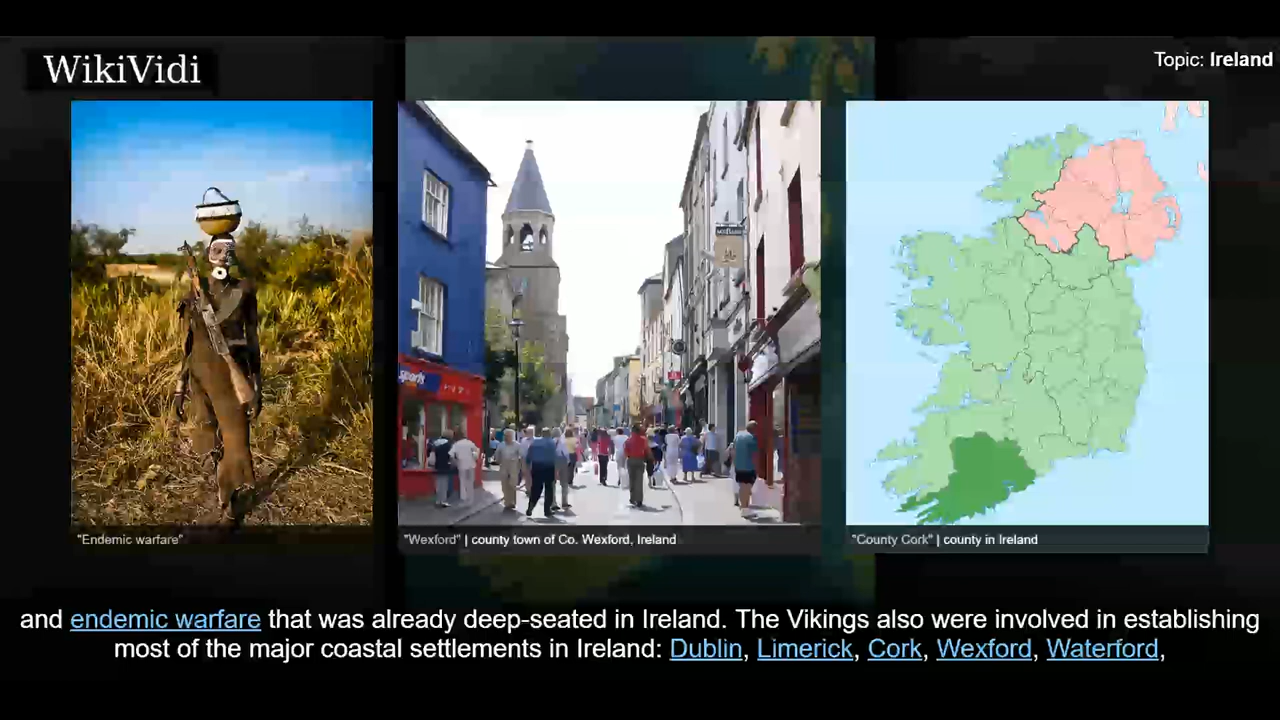 WikiVidi
Topic: Ireland
sports
"Endemic warfare"
"Wexford" | county town of Co. Wexford, Ireland
"County Cork" | county in Ireland
and endemic warfare that was already deep-seated in Ireland. The Vikings also were involved in establishing
most of the major coastal settlements in Ireland: Dublin, Limerick, Cork, Wexford, Waterford,